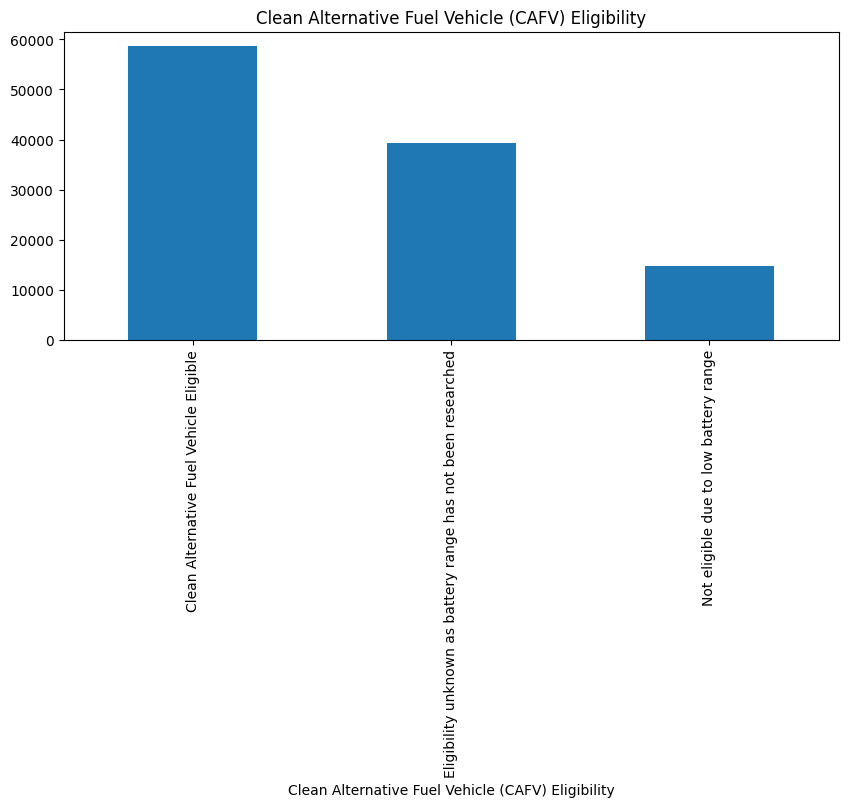 Clean Alternative Fuel Vehicle (CAFV) Eligibility
60000
50000
40000
30000
20000
10000
0
Clean Alternative Fuel Vehicle Eligible
Eligibility unknown as battery range has not been researched
Not eligible due to low battery range
Clean Alternative Fuel Vehicle (CAFV) Eligibility